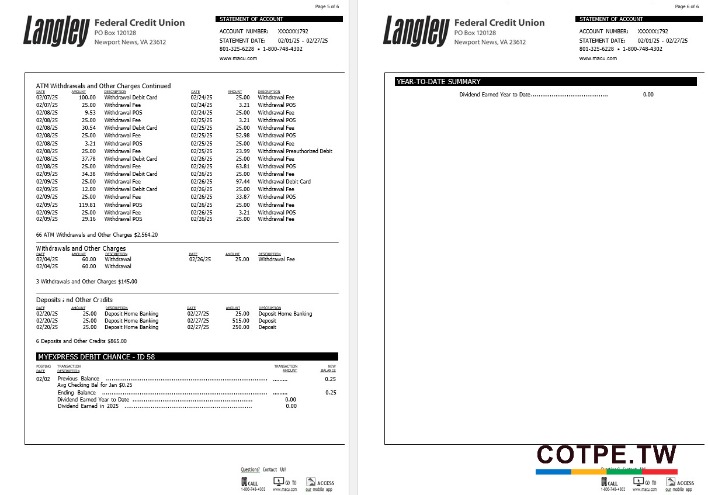 Page 5 of 6
Langley Federal Credit Union
PO Box 120128
Newport News, VA 23612
STATEMENT OF ACCOUNT
ACCOUNT NUMBER: XXXXXX1792
STATEMENT DATE: 02/01/25 - 02/27/25
801-325-6228 • 1-800-748-4302
www.macu.com
ATM Withdrawals and Other Charges Continued
DATE AMOUNT DESCRIPTION DATE AMOUNT DESCRIPTION
02/07/25 100.00 Withdrawal Debit Card 02/24/25 25.00 Withdrawal POS
02/07/25 25.00 Withdrawal Fee 02/24/25 3.21 Withdrawal POS
02/08/25 9.53 Withdrawal POS 02/24/25 25.00 Withdrawal Fee
02/08/25 25.00 Withdrawal Fee 02/25/25 3.21 Withdrawal POS
02/08/25 30.54 Withdrawal Debit Card 02/25/25 25.00 Withdrawal Fee
02/08/25 25.00 Withdrawal Fee 02/25/25 52.98 Withdrawal POS
02/08/25 3.21 Withdrawal POS 02/25/25 25.00 Withdrawal Fee
02/08/25 25.00 Withdrawal Fee 02/25/25 23.99 Withdrawal Preauthorized Debit
02/08/25 37.78 Withdrawal Debit Card 02/26/25 25.00 Withdrawal Fee
02/08/25 25.00 Withdrawal Fee 02/26/25 63.81 Withdrawal POS
02/09/25 34.38 Withdrawal Debit Card 02/26/25 25.00 Withdrawal Fee
02/09/25 25.00 Withdrawal Fee 02/26/25 97.44 Withdrawal Debit Card
02/09/25 12.00 Withdrawal Debit Card 02/26/25 25.00 Withdrawal Fee
02/09/25 25.00 Withdrawal Fee 02/26/25 33.87 Withdrawal POS
02/09/25 119.81 Withdrawal POS 02/26/25 25.00 Withdrawal Fee
02/09/25 25.00 Withdrawal Fee 02/26/25 3.21 Withdrawal POS
02/09/25 29.16 Withdrawal POS 02/26/25 25.00 Withdrawal Fee
66 ATM Withdrawals and Other Charges $2,564.20
Withdrawals and Other Charges
DATE AMOUNT DESCRIPTION DATE AMOUNT DESCRIPTION
02/04/25 60.00 Withdrawal 02/26/25 25.00 Withdrawal Fee
02/04/25 60.00 Withdrawal
3 Withdrawals and Other Charges $145.00
Deposits and Other Credits
DATE AMOUNT DESCRIPTION DATE AMOUNT DESCRIPTION
02/20/25 25.00 Deposit Home Banking 02/27/25 25.00 Deposit Home Banking
02/20/25 25.00 Deposit Home Banking 02/27/25 515.00 Deposit
02/20/25 25.00 Deposit Home Banking 02/27/25 250.00 Deposit
6 Deposits and Other Credits $865.00
MYEXPRESS DEBIT CHANCE - ID 58
POSTING DATE TRANSACTION DESCRIPTION TRANSACTION AMOUNT NEW BALANCE
02/02 Previous Balance 0.25
Avg Checking Bal for Jan $0.25
Ending Balance 0.25
Dividend Earned Year to Date 0.00
Dividend Earned in 2025 0.00
Questions? Contact Us!
CALL 1-800-748-4302
GO TO www.macu.com
ACCESS our mobile app
Page 6 of 6
Langley Federal Credit Union
PO Box 120128
Newport News, VA 23612
STATEMENT OF ACCOUNT
ACCOUNT NUMBER: XXXXXX1792
STATEMENT DATE: 02/01/25 - 02/27/25
801-325-6228 • 1-800-748-4302
www.macu.com
YEAR-TO-DATE SUMMARY
Dividend Earned Year to Date 0.00
COTPE.TW
CALL 1-800-748-4302
GO TO www.macu.com
ACCESS our mobile app